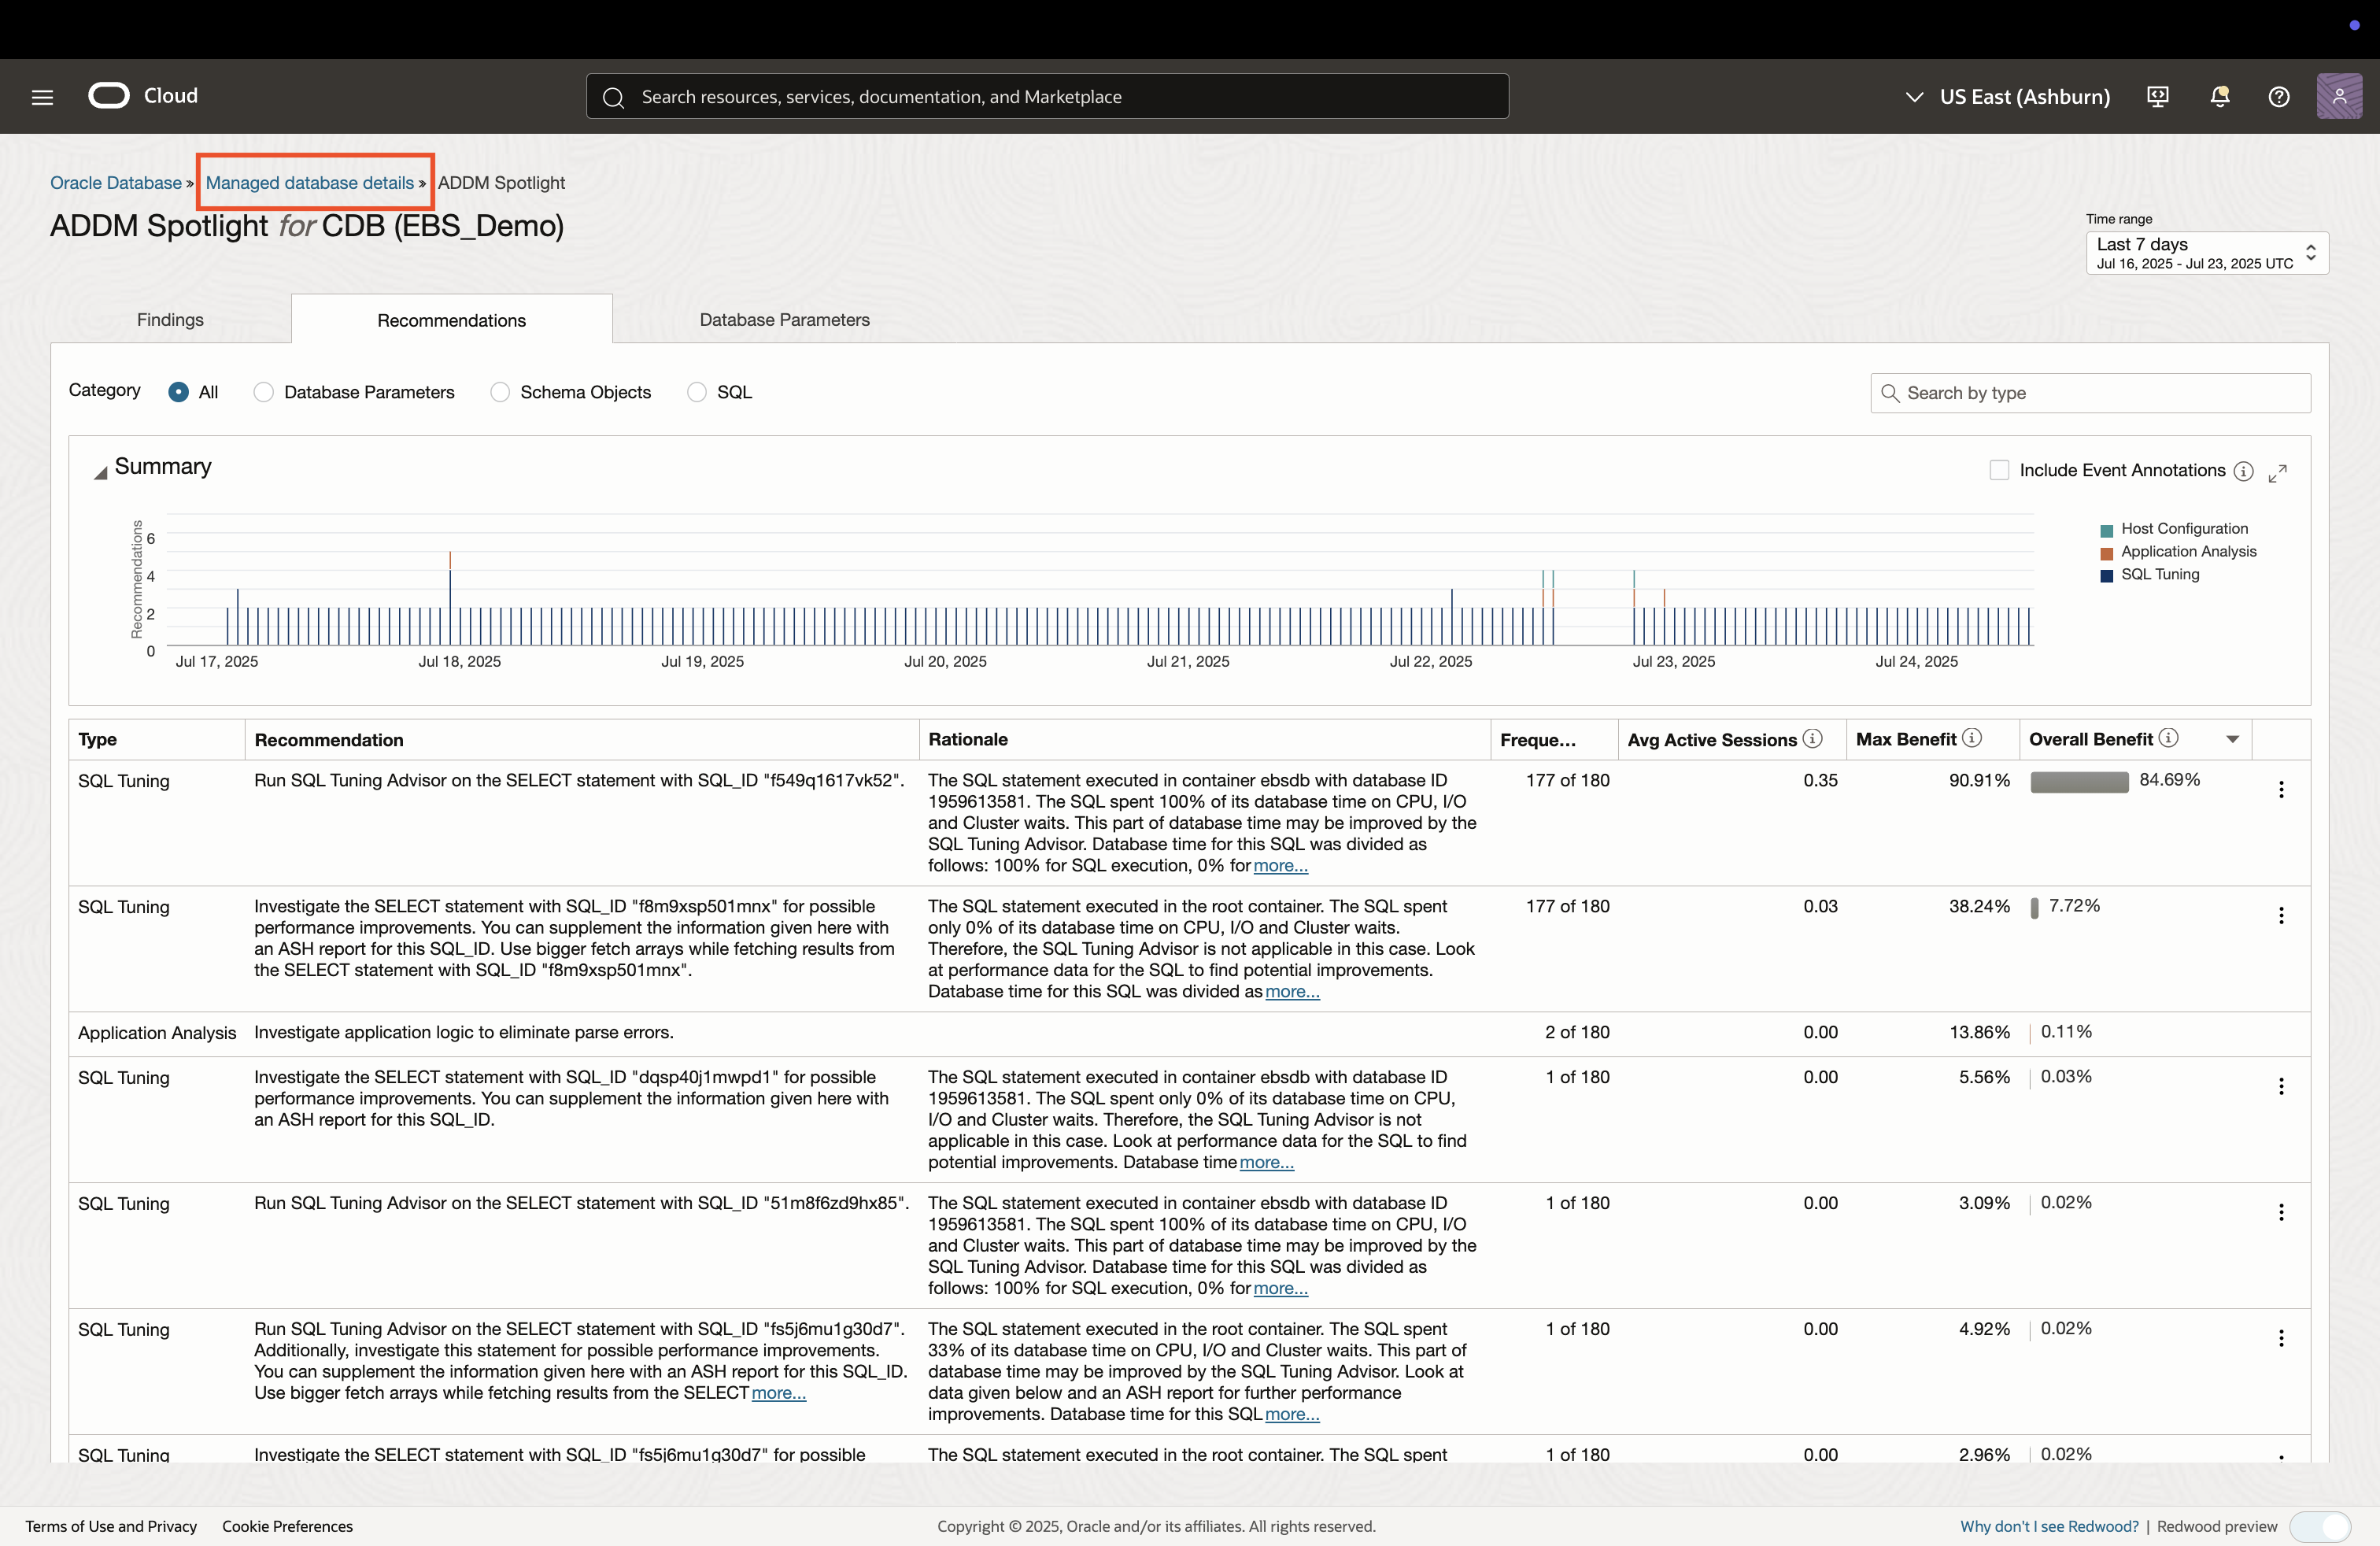 Cloud
Search resources, services, documentation, and Marketplace
US East (Ashburn)
Oracle Database » Managed database details » ADDM Spotlight
ADDM Spotlight for CDB (EBS_Demo)
Time range
Last 7 days
Jul 16, 2025 - Jul 23, 2025 UTC
Findings
Recommendations
Database Parameters
Category
All
Database Parameters
Schema Objects
SQL
Search by type
Summary
Include Event Annotations
Recommendations
6
4
2
0
Jul 17, 2025
Jul 18, 2025
Jul 19, 2025
Jul 20, 2025
Jul 21, 2025
Jul 22, 2025
Jul 23, 2025
Jul 24, 2025
Host Configuration
Application Analysis
SQL Tuning
Type
Recommendation
Rationale
Freque...
Avg Active Sessions
Max Benefit
Overall Benefit
SQL Tuning
Run SQL Tuning Advisor on the SELECT statement with SQL_ID "f549q1617vk52".
The SQL statement executed in container ebsdb with database ID
1959613581. The SQL spent 100% of its database time on CPU, I/O
and Cluster waits. This part of database time may be improved by the
SQL Tuning Advisor. Database time for this SQL was divided as
follows: 100% for SQL execution, 0% for more...
177 of 180
0.35
90.91%
84.69%
SQL Tuning
Investigate the SELECT statement with SQL_ID "f8m9xsp501mnx" for possible
performance improvements. You can supplement the information given here with
an ASH report for this SQL_ID. Use bigger fetch arrays while fetching results from
the SELECT statement with SQL_ID "f8m9xsp501mnx".
The SQL statement executed in the root container. The SQL spent
only 0% of its database time on CPU, I/O and Cluster waits.
Therefore, the SQL Tuning Advisor is not applicable in this case. Look
at performance data for the SQL to find potential improvements.
Database time for this SQL was divided as more...
177 of 180
0.03
38.24%
7.72%
Application Analysis
Investigate application logic to eliminate parse errors.
2 of 180
0.00
13.86%
0.11%
SQL Tuning
Investigate the SELECT statement with SQL_ID "dqsp40j1mwpd1" for possible
performance improvements. You can supplement the information given here with
an ASH report for this SQL_ID.
The SQL statement executed in container ebsdb with database ID
1959613581. The SQL spent only 0% of its database time on CPU,
I/O and Cluster waits. Therefore, the SQL Tuning Advisor is not
applicable in this case. Look at performance data for the SQL to find
potential improvements. Database time more...
1 of 180
0.00
5.56%
0.03%
SQL Tuning
Run SQL Tuning Advisor on the SELECT statement with SQL_ID "51m8f6zd9hx85".
The SQL statement executed in container ebsdb with database ID
1959613581. The SQL spent 100% of its database time on CPU, I/O
and Cluster waits. This part of database time may be improved by the
SQL Tuning Advisor. Database time for this SQL was divided as
follows: 100% for SQL execution, 0% for more...
1 of 180
0.00
3.09%
0.02%
SQL Tuning
Run SQL Tuning Advisor on the SELECT statement with SQL_ID "fs5j6mu1g30d7".
Additionally, investigate this statement for possible performance improvements.
You can supplement the information given here with an ASH report for this SQL_ID.
Use bigger fetch arrays while fetching results from the SELECT more...
The SQL statement executed in the root container. The SQL spent
33% of its database time on CPU, I/O and Cluster waits. This part of
database time may be improved by the SQL Tuning Advisor. Look at
data given below and an ASH report for further performance
improvements. Database time for this SQL more...
1 of 180
0.00
4.92%
0.02%
SQL Tuning
Investigate the SELECT statement with SQL_ID "fs5j6mu1g30d7" for possible
The SQL statement executed in the root container. The SQL spent
1 of 180
0.00
2.96%
0.02%
Terms of Use and Privacy
Cookie Preferences
Copyright © 2025, Oracle and/or its affiliates. All rights reserved.
Why don't I see Redwood? | Redwood preview